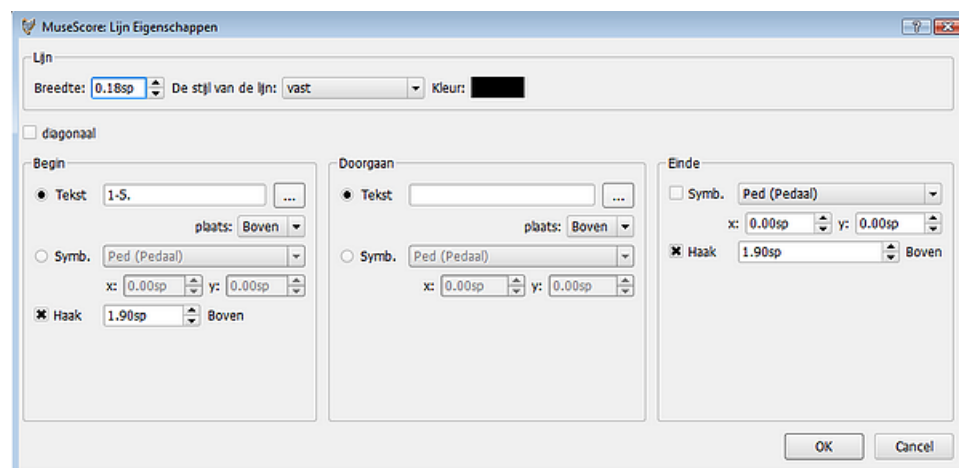 MuseScore: Lijn Eigenschappen
Lijn
Breedte: 0.18sp De stijl van de lijn: vast Kleur:
diagonaal
Begin
Tekst 1-5. ...
plaats: Boven
Symb. Ped (Pedaal)
x: 0.00sp y: 0.00sp
Haak 1.90sp Boven
Doorgaan
Tekst ...
plaats: Boven
Symb. Ped (Pedaal)
x: 0.00sp y: 0.00sp
Einde
Symb. Ped (Pedaal)
x: 0.00sp y: 0.00sp
Haak 1.90sp Boven
OK Cancel